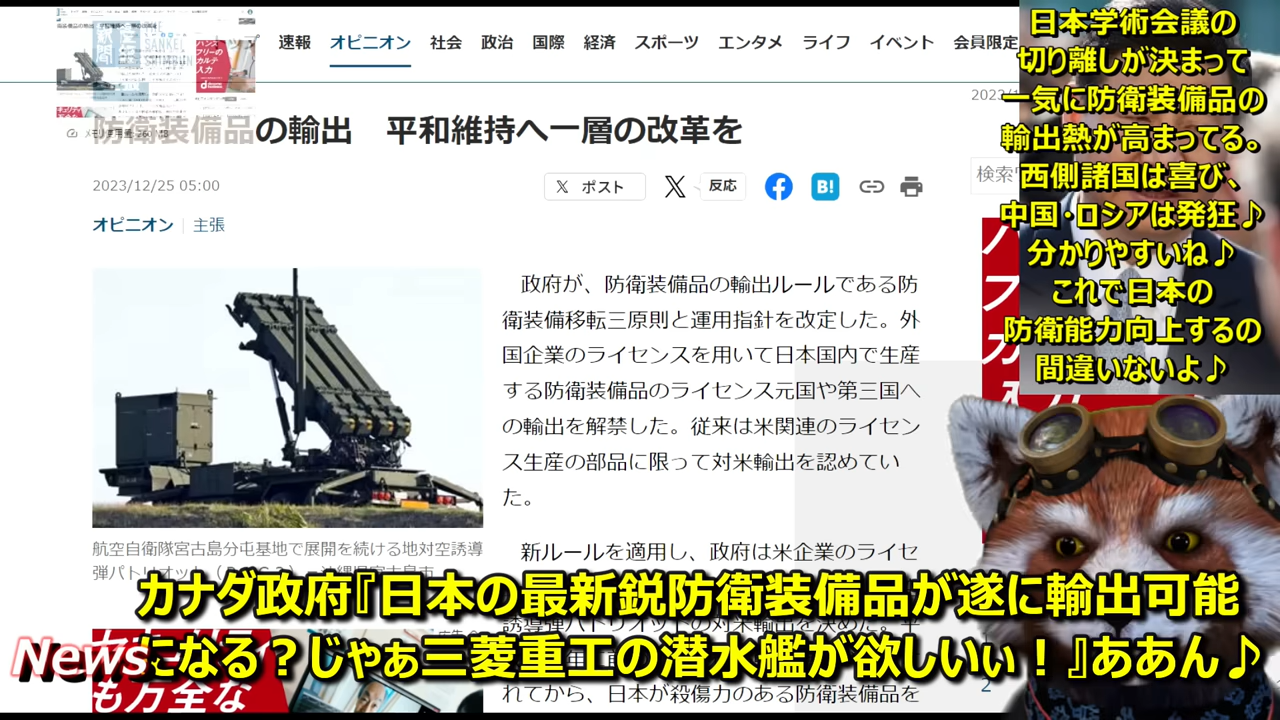 トップ 速報 オピニオン 社会 政治 国際 経済 スポーツ エンタメ ライフ イベント 会員限定
防衛装備品の輸出　平和維持へ一層の改革を
2023/12/25 05:00
ポスト
反応
B!
検索
オピニオン 主張
政府が、防衛装備品の輸出ルールである防
衛装備移転三原則と運用指針を改定した。外
国企業のライセンスを用いて日本国内で生産
する防衛装備品のライセンス元国や第三国へ
の輸出を解禁した。従来は米関連のライセン
ス生産の部品に限って対米輸出を認めてい
た。
新ルールを適用し、政府は米企業のライセ
れてから、日本が殺傷力のある防衛装備品を
航空自衛隊宮古島分屯基地で展開を続ける地対空誘導
も万全な
2
日本学術会議の
切り離しが決まって
一気に防衛装備品の
輸出熱が高まってる。
西側諸国は喜び、
中国・ロシアは発狂♪
分かりやすいね♪
これで日本の
防衛能力向上するの
間違いないよ♪
カナダ政府『日本の最新鋭防衛装備品が遂に輸出可能
になる？じゃぁ三菱重工の潜水艦が欲しいぃ！』ああん♪
News